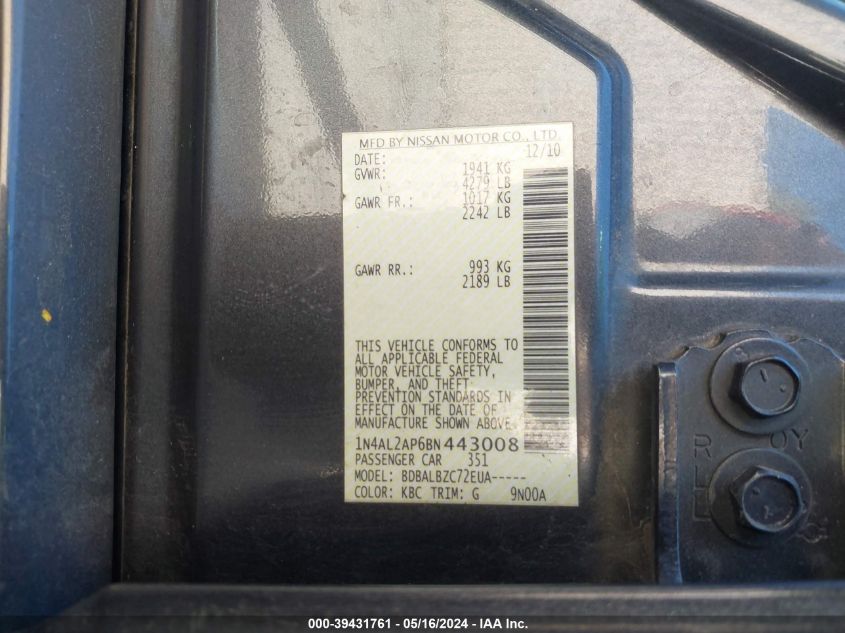 MFD BY NISSAN MOTOR CO., LTD
DATE: 12/10
GVWR: 1941 KG
4279 LB
GAWR FR.: 1017 KG
2242 LB
GAWR RR.: 993 KG
2189 LB
THIS VEHICLE CONFORMS TO
ALL APPLICABLE FEDERAL
MOTOR VEHICLE SAFETY,
BUMPER, AND THEFT
PREVENTION STANDARDS IN
EFFECT ON THE DATE OF
MANUFACTURE SHOWN ABOVE.
1N4AL2AP6BN443008
PASSENGER CAR 351
MODEL: BDBALBZC72EUA-----
COLOR: KBC TRIM: G 9N00A
000-39431761 - 05/16/2024 - IAA Inc.